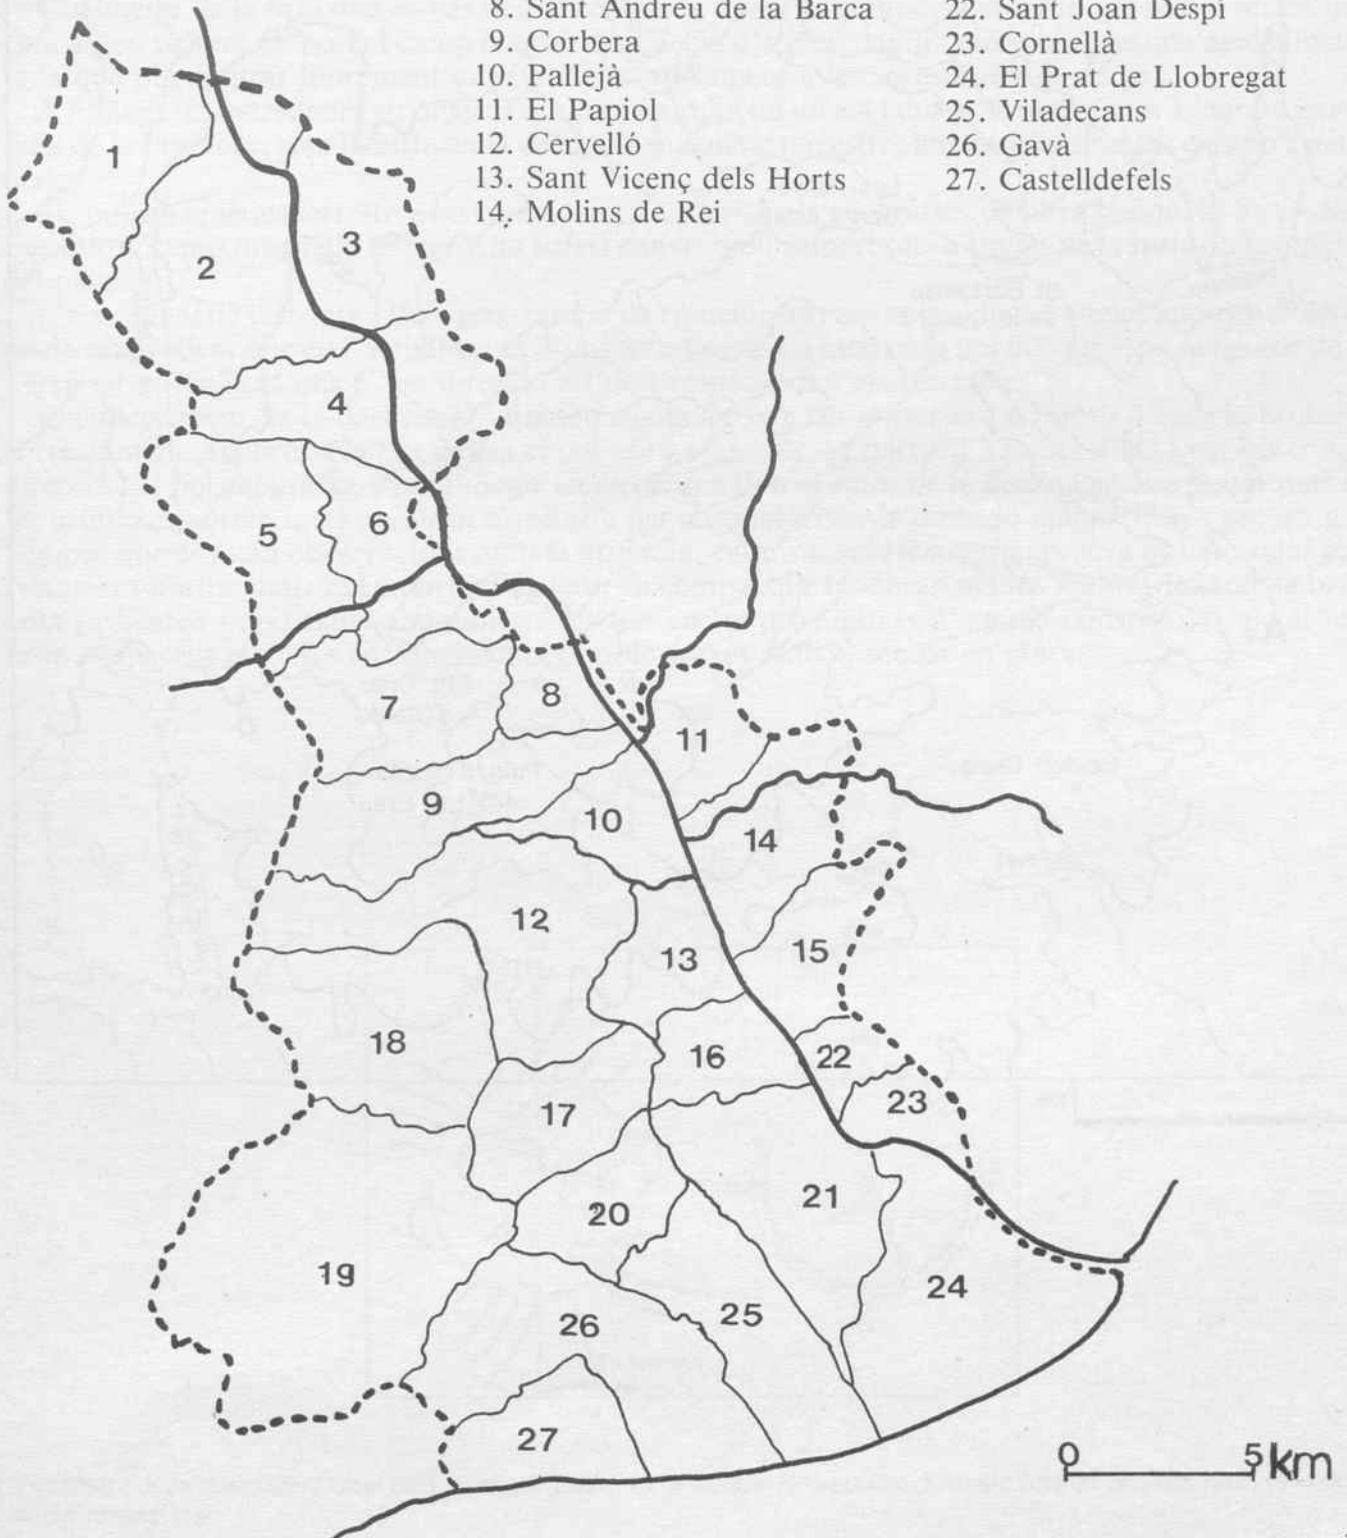 8. Sant Andreu de la Barca
9. Corbera
10. Pallejà
11. El Papiol
12. Cervelló
13. Sant Vicenç dels Horts
14. Molins de Rei
22. Sant Joan Despí
23. Cornellà
24. El Prat de Llobregat
25. Viladecans
26. Gavà
27. Castelldefels
1
2
3
4
5
6
7
8
9
10
11
12
13
14
15
16
17
18
19
20
21
22
23
24
25
26
27
0 5 km